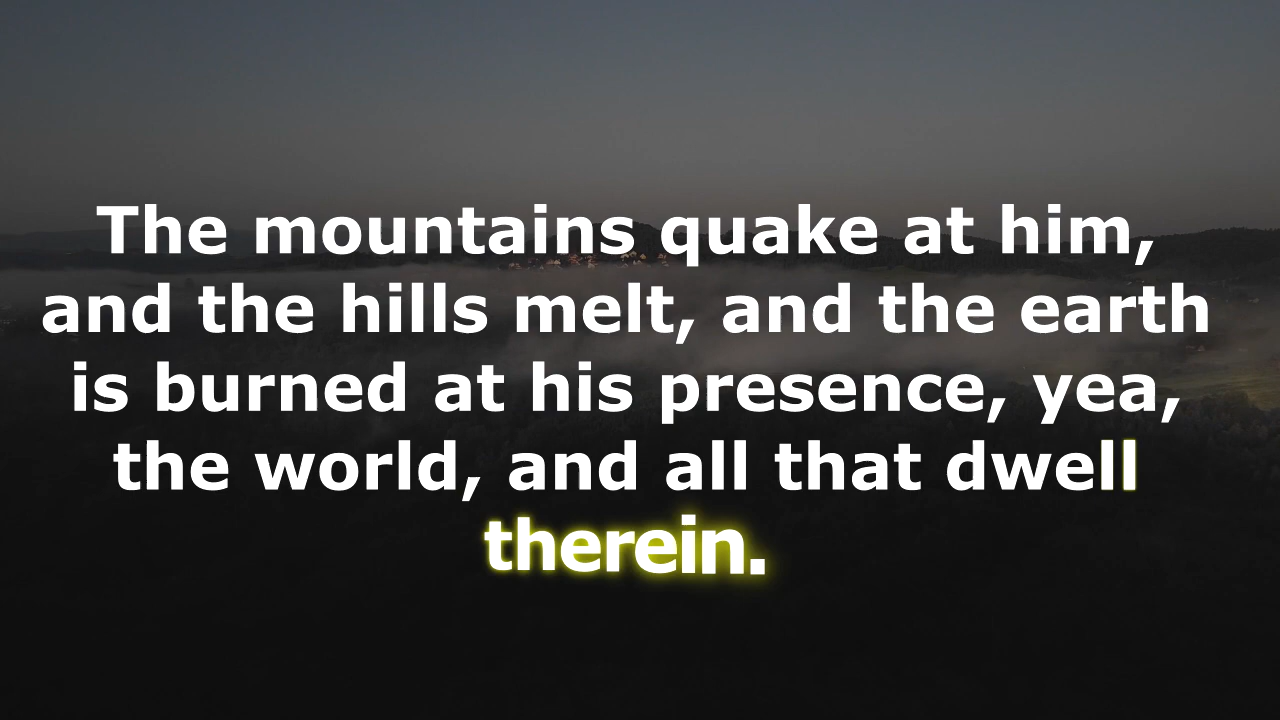 The mountains quake at him,
and the hills melt, and the earth
is burned at his presence, yea,
the world, and all that dwell
therein.